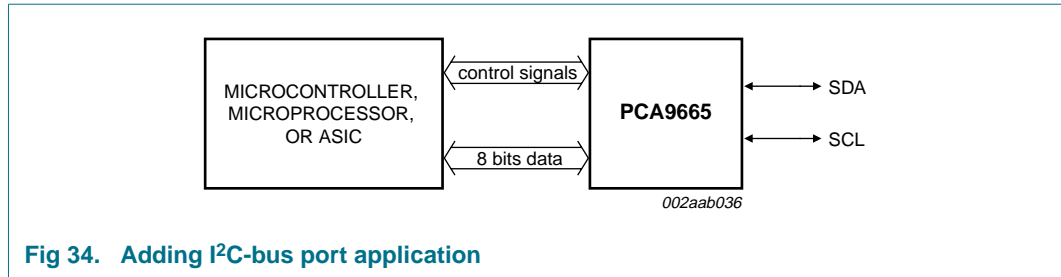 MICROCONTROLLER,
MICROPROCESSOR,
OR ASIC
control signals
8 bits data
PCA9665
SDA
SCL
002aab036
Fig 34. Adding I2C-bus port application